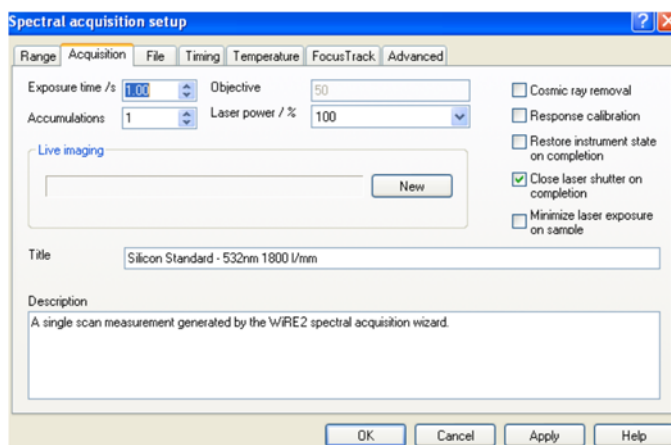 Spectral acquisition setup
Range Acquisition File Timing Temperature FocusTrack Advanced
Exposure time /s 1.00 Objective 50
Accumulations 1 Laser power / % 100
Live imaging
New
Cosmic ray removal
Response calibration
Restore instrument state
on completion
Close laser shutter on
completion
Minimize laser exposure
on sample
Title Silicon Standard - 532nm 1800 l/mm
Description
A single scan measurement generated by the WiRE2 spectral acquisition wizard.
OK Cancel Apply Help